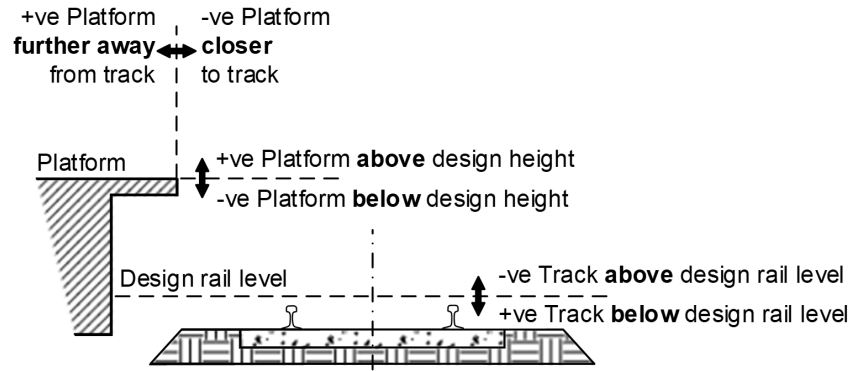 +ve Platform
further away
from track
-ve Platform
closer
to track
Platform
+ve Platform above design height
-ve Platform below design height
Design rail level
-ve Track above design rail level
+ve Track below design rail level